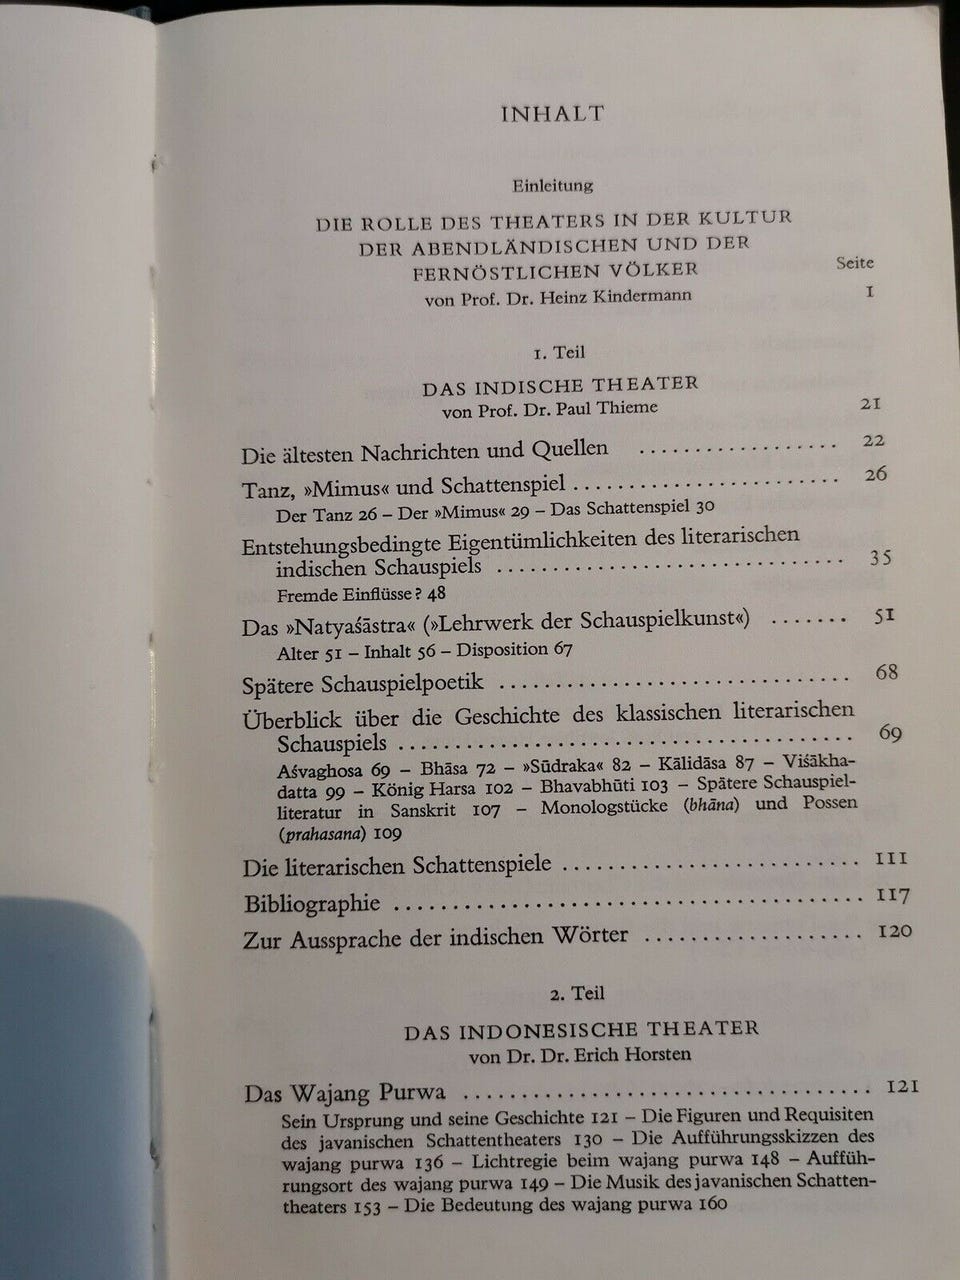 INHALT
Einleitung
DIE ROLLE DES THEATERS IN DER KULTUR
DER ABENDLÄNDISCHEN UND DER
FERNÖSTLICHEN VÖLKER Seite
von Prof. Dr. Heinz Kindermann 1
1. Teil
DAS INDISCHE THEATER
von Prof. Dr. Paul Thieme 21
Die ältesten Nachrichten und Quellen .................. 22
Tanz, »Mimus« und Schattenspiel ........................ 26
Der Tanz 26 – Der »Mimus« 29 – Das Schattenspiel 30
Entstehungsbedingte Eigentümlichkeiten des literarischen
indischen Schauspiels ............................... 35
Fremde Einflüsse? 48
Das »Natyaśāstra« (»Lehrwerk der Schauspielkunst«) ....... 51
Alter 51 – Inhalt 56 – Disposition 67
Spätere Schauspielpoetik ................................ 68
Überblick über die Geschichte des klassischen literarischen
Schauspiels ......................................... 69
Aśvaghosa 69 – Bhāsa 72 – »Sūdraka« 82 – Kālidāsa 87 – Viśākha-
datta 99 – König Harsa 102 – Bhavabhūti 103 – Spätere Schauspiel-
literatur in Sanskrit 107 – Monologstücke (bhāna) und Possen
(prahasana) 109
Die literarischen Schattenspiele ........................... 111
Bibliographie .......................................... 117
Zur Aussprache der indischen Wörter .................... 120
2. Teil
DAS INDONESISCHE THEATER
von Dr. Dr. Erich Horsten
Das Wajang Purwa ..................................... 121
Sein Ursprung und seine Geschichte 121 – Die Figuren und Requisiten
des javanischen Schattentheaters 130 – Die Aufführungsskizzen des
wajang purwa 136 – Lichtregie beim wajang purwa 148 – Auffüh-
rungsort des wajang purwa 149 – Die Musik des javanischen Schatten-
theaters 153 – Die Bedeutung des wajang purwa 160